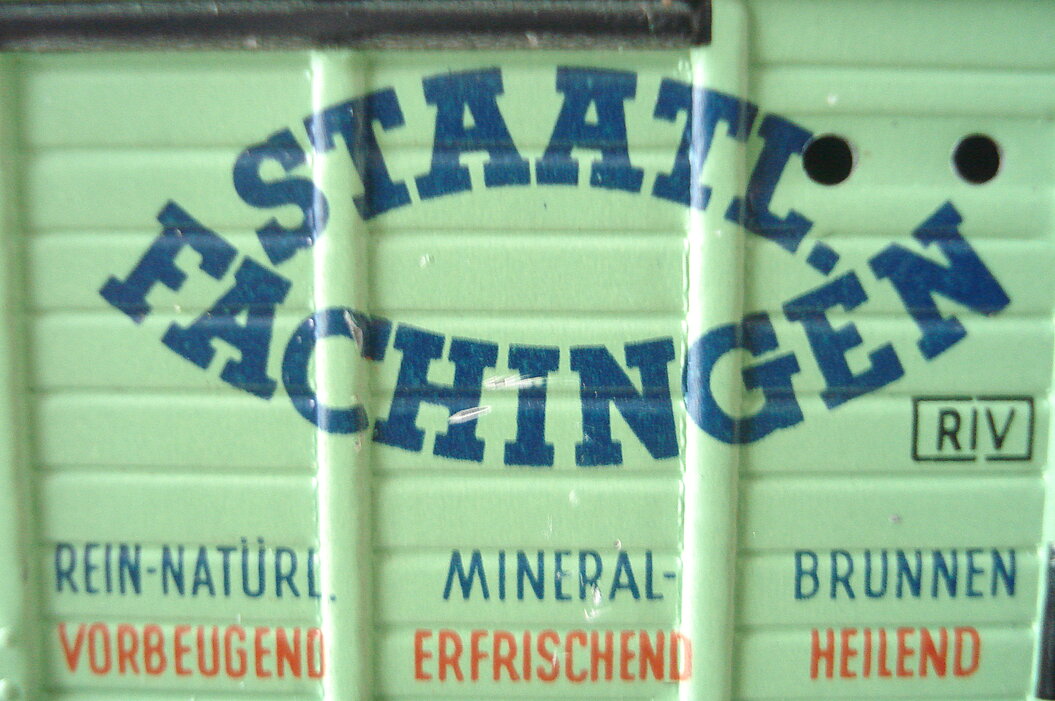 STAATL.
FACHINGEN
RIV
REIN-NATÜRL. MINERAL- BRUNNEN
VORBEUGEND ERFRISCHEND HEILEND